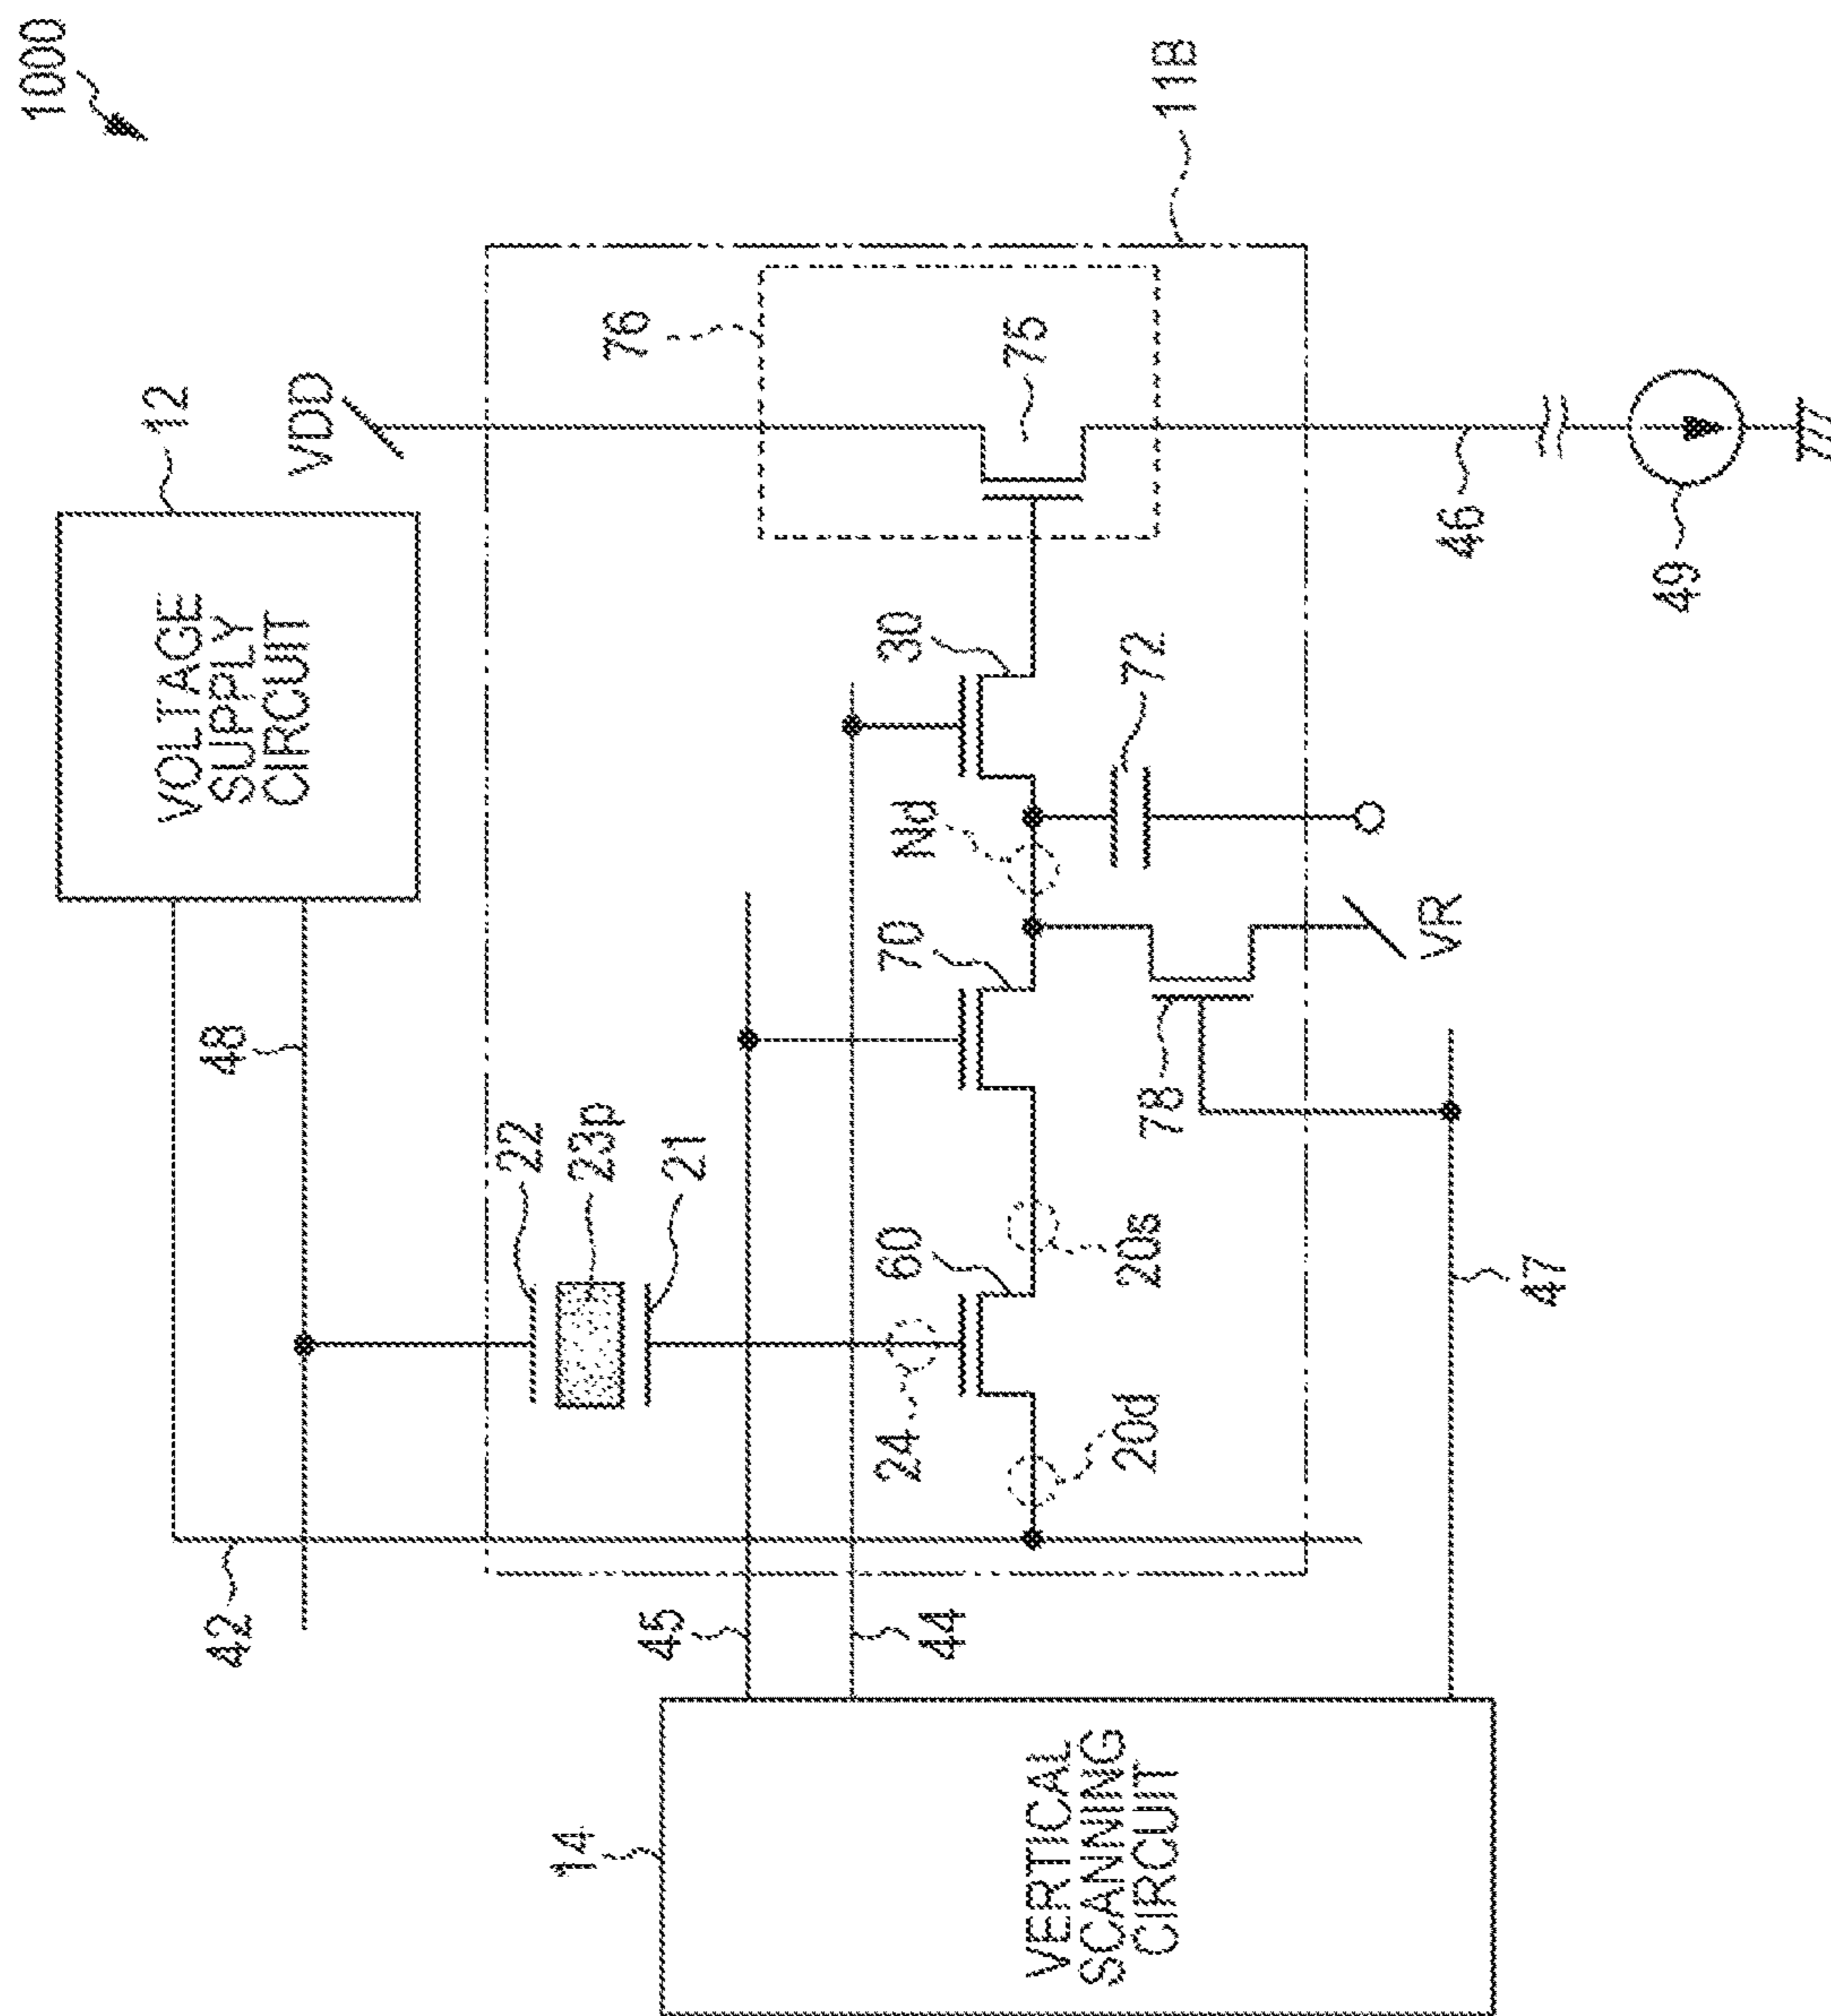 1000
12
VOLTAGE
SUPPLY
CIRCUIT
42
48
VDD
22
14
23p
76
45
21
24
60
70
30
Nd
44
75
VERTICAL
SCANNING
CIRCUIT
20d
20s
72
78
11B
VR
46
47
49